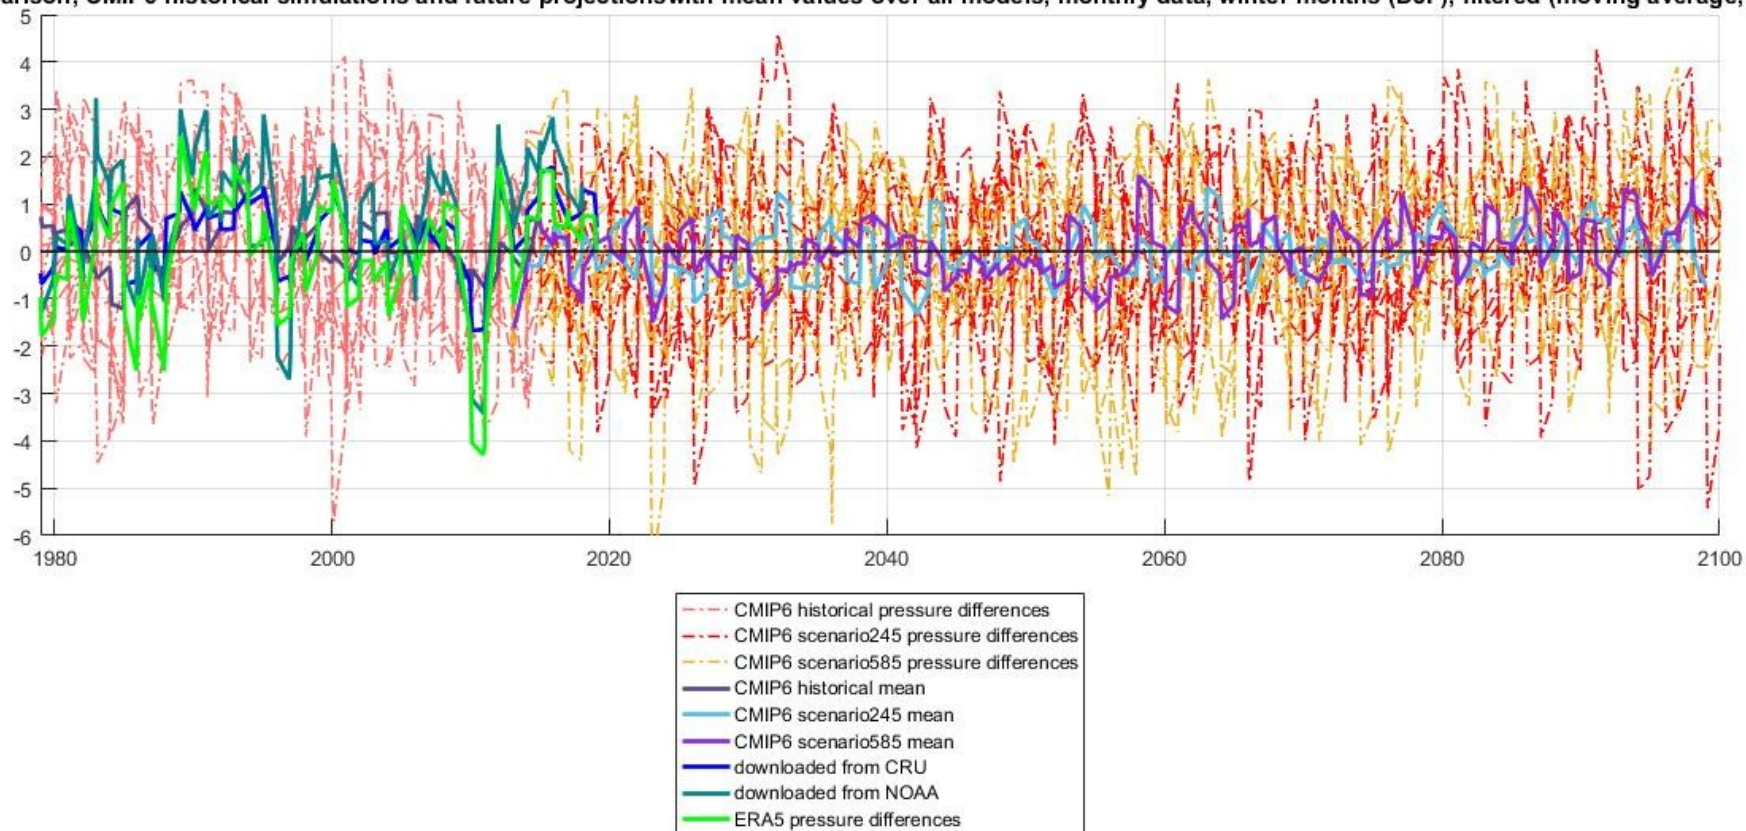 CMIP6 historical simulations and future projectionswith mean values over all models, monthly data, winter months (DJF), filtered (moving average,
5
4
3
2
1
0
-1
-2
-3
-4
-5
-6
1980 2000 2020 2040 2060 2080 2100
CMIP6 historical pressure differences
CMIP6 scenario245 pressure differences
CMIP6 scenario585 pressure differences
CMIP6 historical mean
CMIP6 scenario245 mean
CMIP6 scenario585 mean
downloaded from CRU
downloaded from NOAA
ERA5 pressure differences